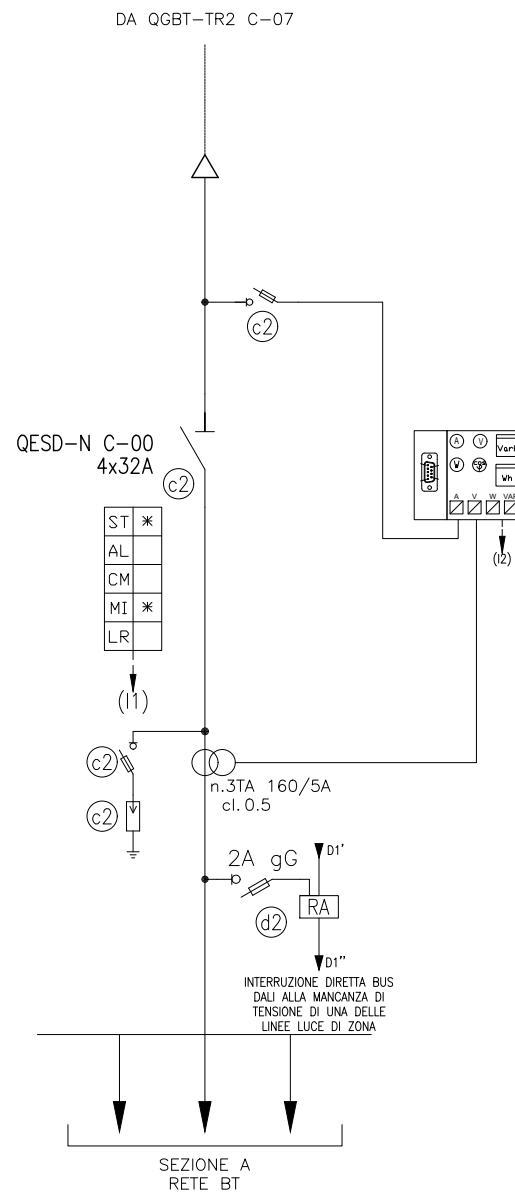 DA QGBT-TR2 C-07
c2
QESD-N C-00
4x32A
c2
A V
W
Wh
A V W
(I2)
ST *
AL
CM
MI *
LR
(I1)
c2
c2
n.3TA 160/5A
cl.0.5
2A gG
d2
D1'
RA
D1"
INTERRUZIONE DIRETTA BUS
DALI ALLA MANCANZA DI
TENSIONE DI UNA DELLE
LINEE LUCE DI ZONA
SEZIONE A
RETE BT